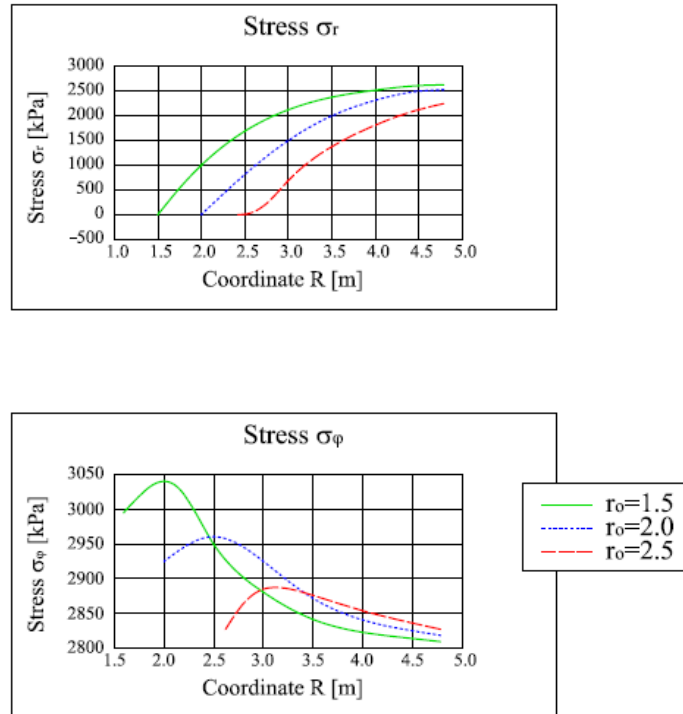 Stress σr
3000
2500
2000
1500
1000
500
0
–500
Stress σr [kPa]
1.0 1.5 2.0 2.5 3.0 3.5 4.0 4.5 5.0
Coordinate R [m]
Stress σφ
3050
3000
2950
2900
2850
2800
Stress σφ [kPa]
1.5 2.0 2.5 3.0 3.5 4.0 4.5 5.0
Coordinate R [m]
ro=1.5
ro=2.0
ro=2.5